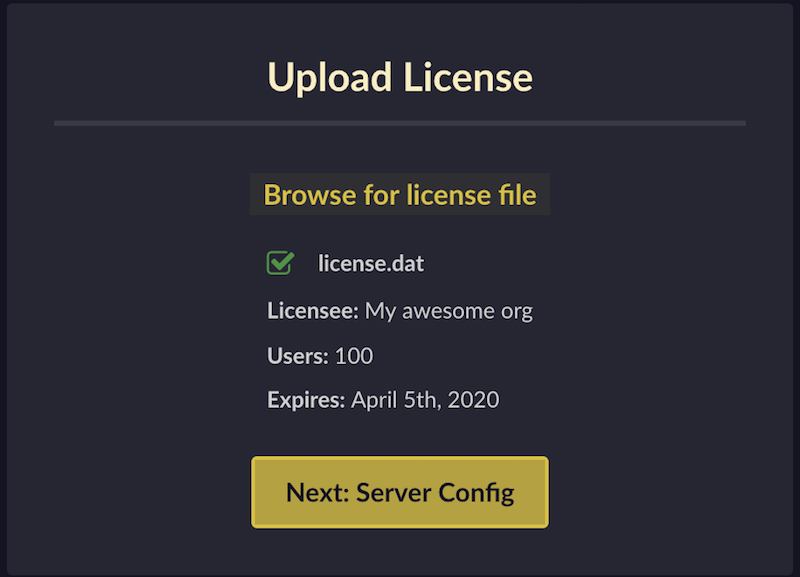 Upload License
Browse for license file
license.dat
Licensee: My awesome org
Users: 100
Expires: April 5th, 2020
Next: Server Config